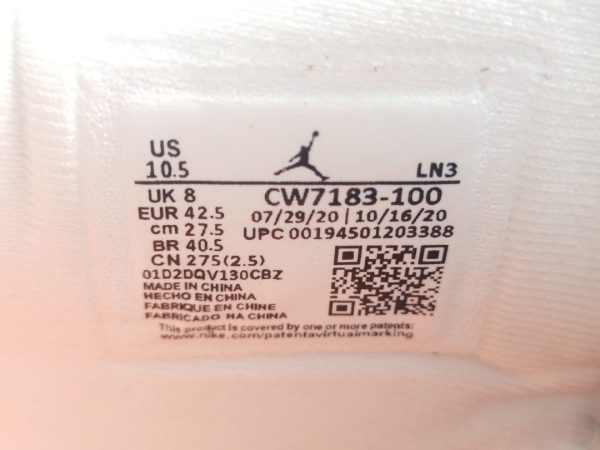 US
10.5
LN3
UK 8
CW7183-100
EUR 42.5
07/29/20 | 10/16/20
cm 27.5
UPC 00194501203388
BR 40.5
CN 275(2.5)
01D2DQV130CBZ
MADE IN CHINA
HECHO EN CHINA
FABRIQUE EN CHINE
FABRICADO NA CHINA
This product is covered by one or more patents:
www.nike.com/patentavirtualmarking